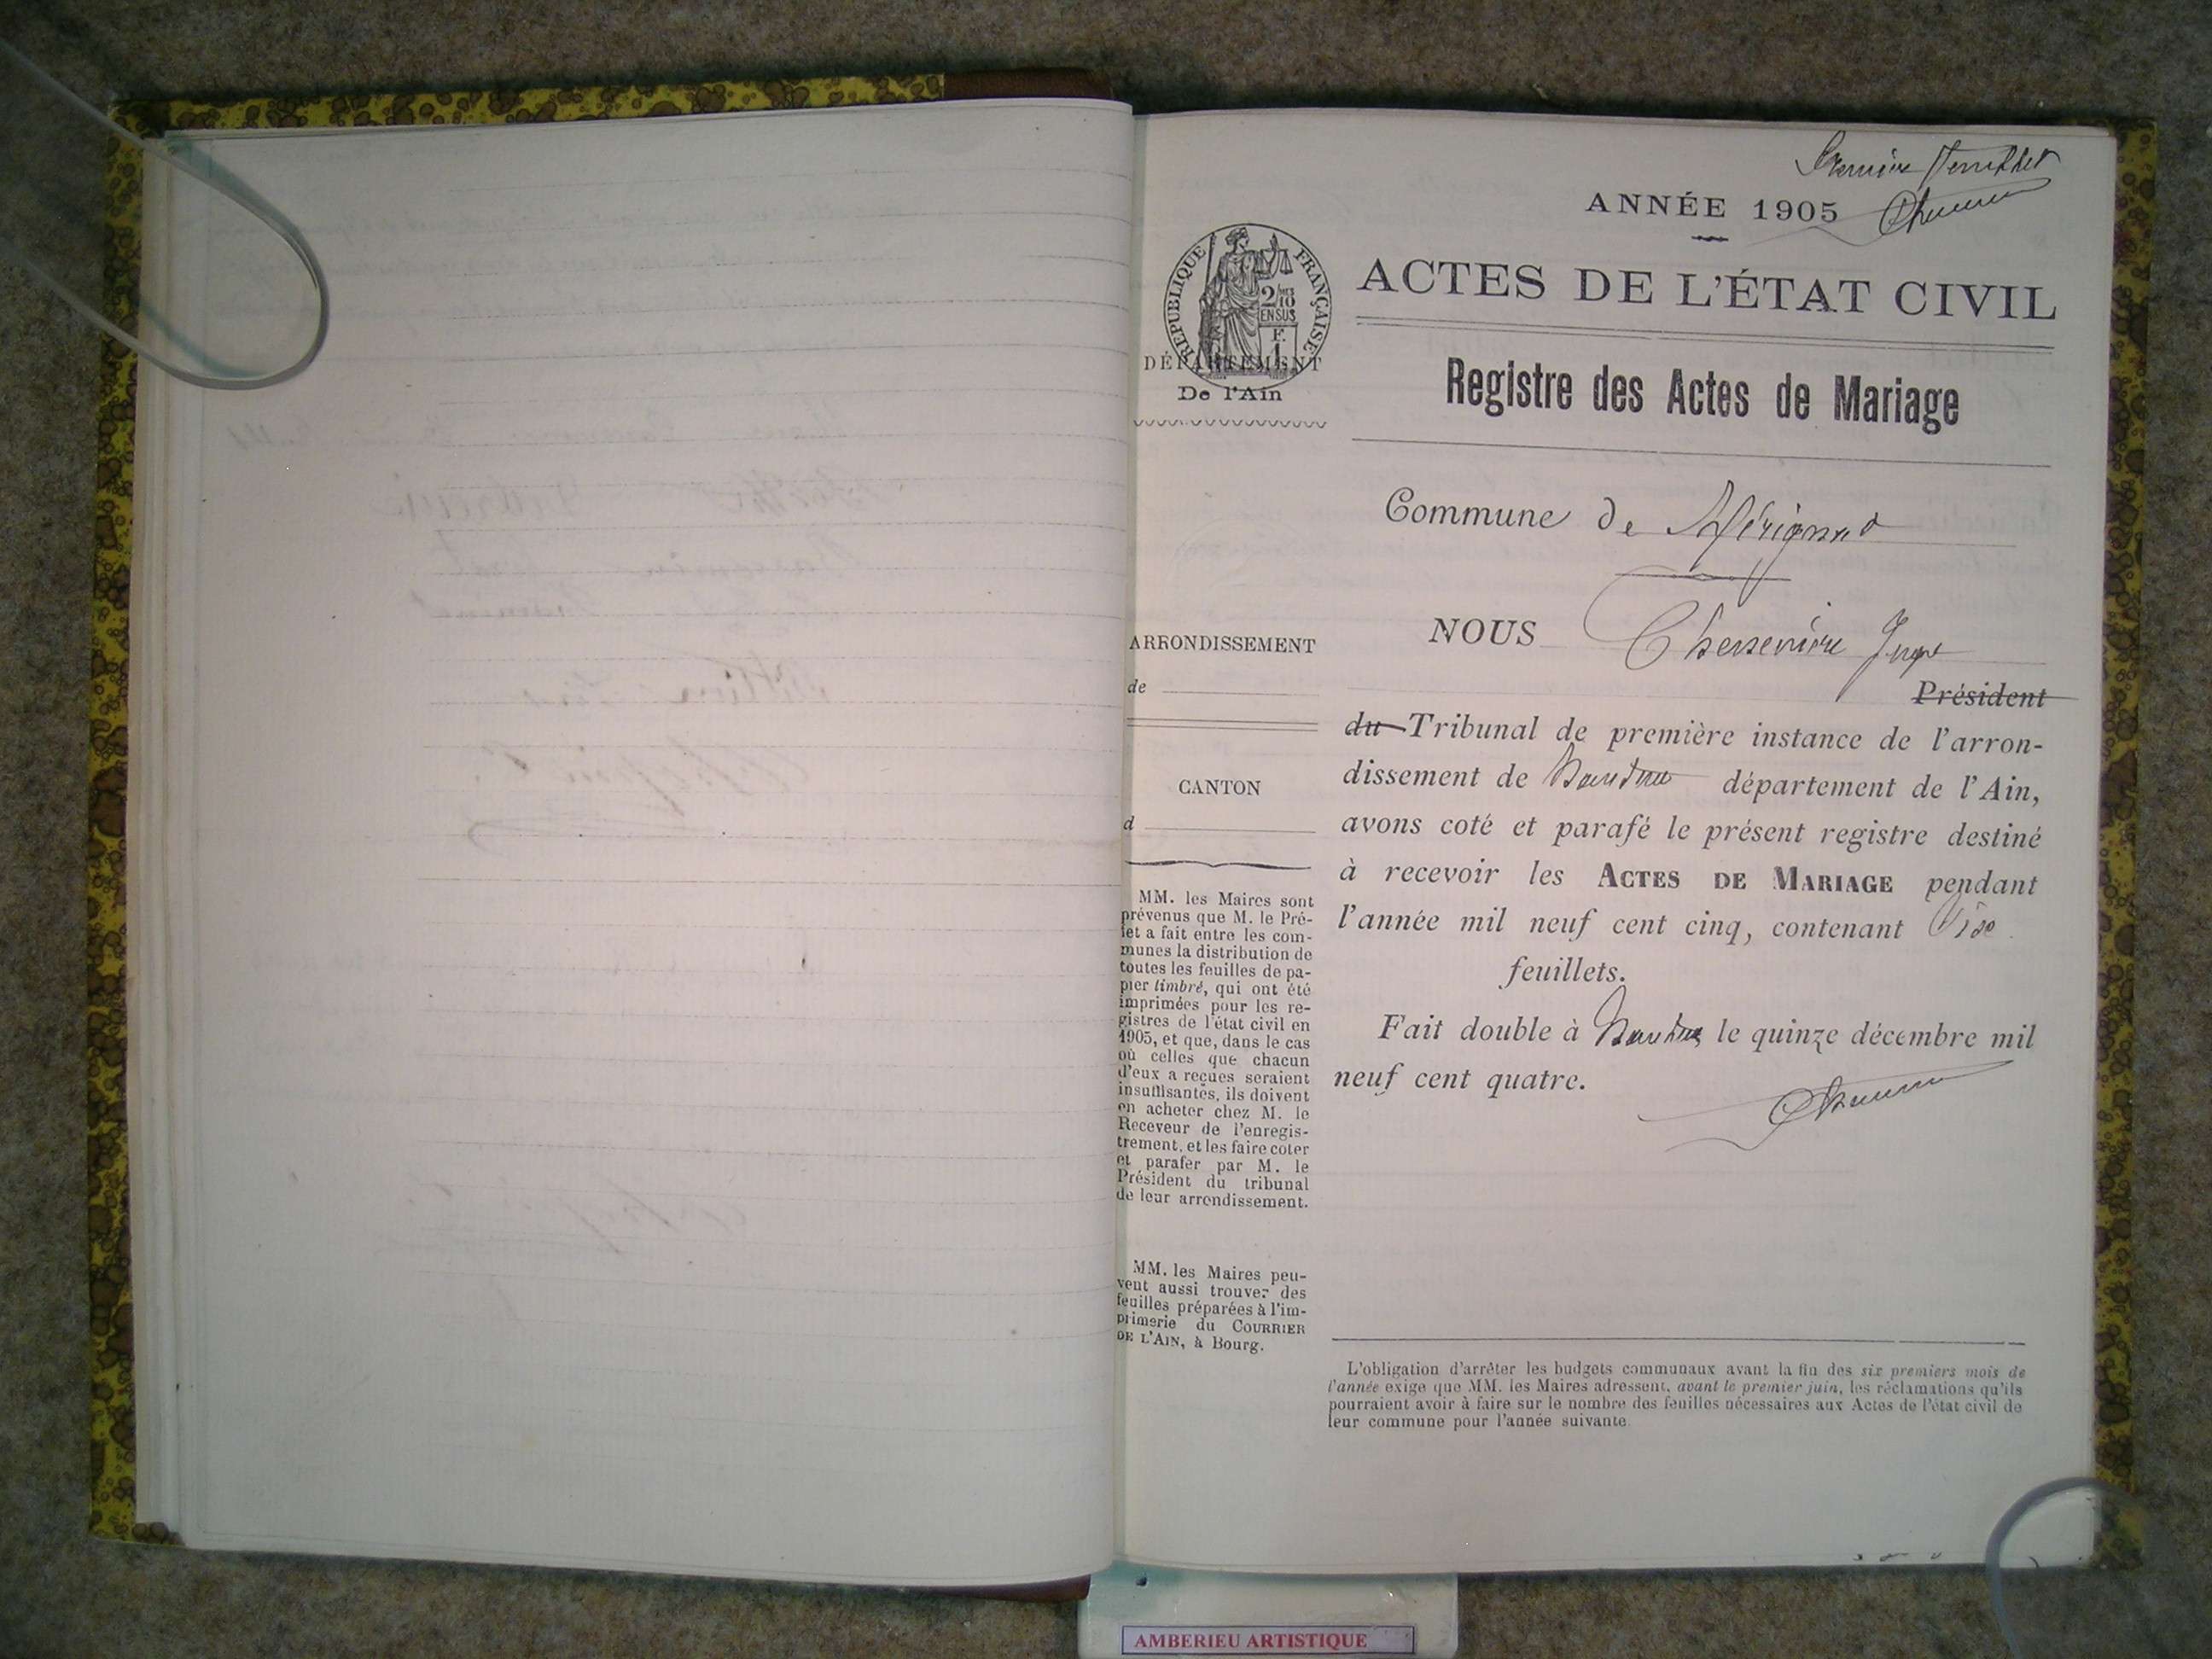 ANNÉE 1905
RÉPUBLIQUE FRANÇAISE
2/10
EN SUS
F.
1
DÉPARTEMENT
De l'Ain
ACTES DE L'ÉTAT CIVIL
Registre des Actes de Mariage
Commune de Mérignat
NOUS
Président
du Tribunal de première instance de l'arron-
dissement de Nantua département de l'Ain,
avons coté et parafé le présent registre destiné
à recevoir les ACTES DE MARIAGE pendant
l'année mil neuf cent cinq, contenant
feuillets.
Fait double à Nantua le quinze décembre mil
neuf cent quatre.
ARRONDISSEMENT
de
CANTON
d
MM. les Maires sont
prévenus que M. le Pré-
fet a fait entre les com-
munes la distribution de
toutes les feuilles de pa-
pier timbré, qui ont été
imprimées pour les re-
gistres de l'état civil en
1905, et que, dans le cas
où celles que chacun
d'eux a reçues seraient
insuffisantes, ils doivent
en acheter chez M. le
Receveur de l'enregis-
trement, et les faire coter
et parafer par M. le
Président du tribunal
de leur arrondissement.
MM. les Maires peu-
vent aussi trouver des
feuilles préparées à l'im-
primerie du COURRIER
DE L'AIN, à Bourg.
L'obligation d'arrêter les budgets communaux avant la fin des six premiers mois de
l'année exige que MM. les Maires adressent, avant le premier juin, les réclamations qu'ils
pourraient avoir à faire sur le nombre des feuilles nécessaires aux Actes de l'état civil de
leur commune pour l'année suivante.
AMBERIEU ARTISTIQUE